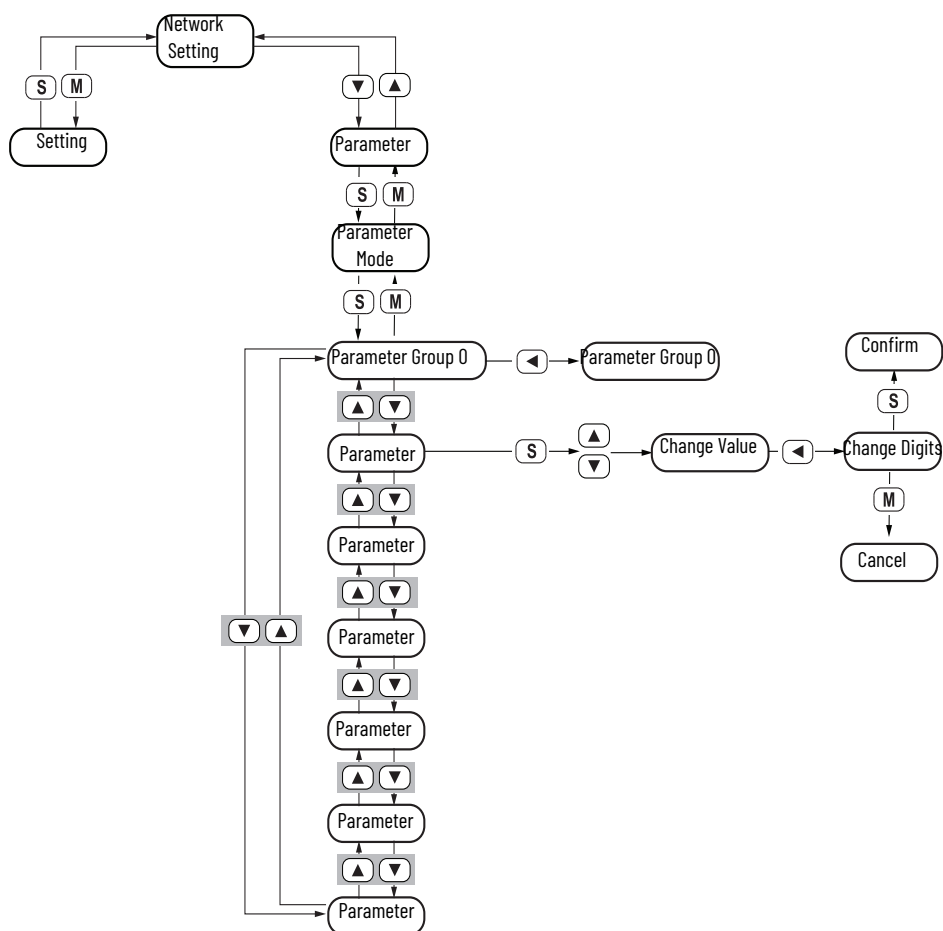 Network
Setting
S M
▼ ▲
Setting
Parameter
S M
Parameter
Mode
S M
Parameter Group 0
◀
Parameter Group 0
Confirm
▲ ▼
S
Parameter
S
▲
▼
Change Value
◀
Change Digits
▲ ▼
M
Parameter
Cancel
▲ ▼
▼ ▲
Parameter
▲ ▼
Parameter
▲ ▼
Parameter
▲ ▼
Parameter